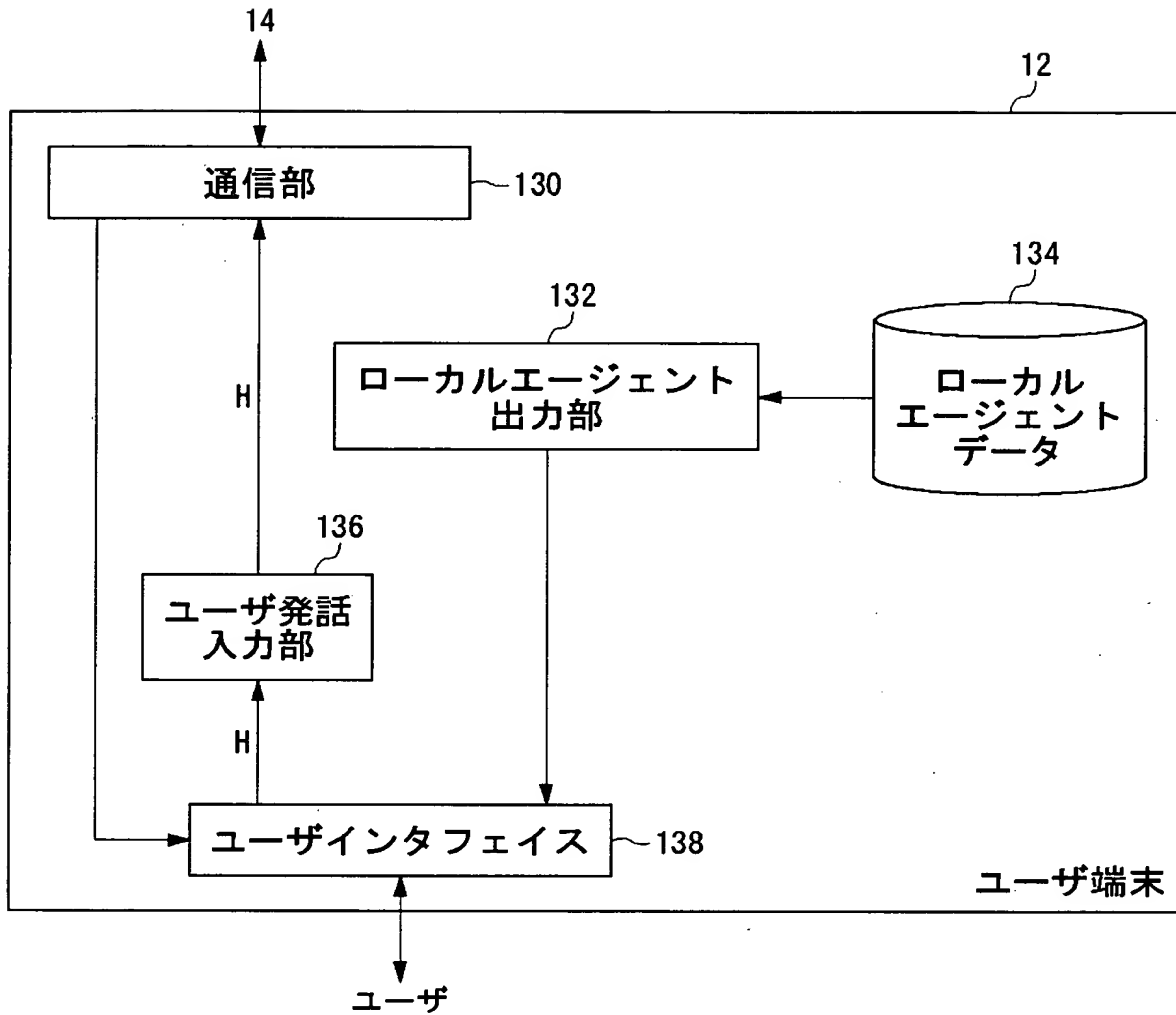 14
12
通信部
130
134
132
ローカルエージェント
出力部
ローカル
エージェント
データ
H
136
ユーザ発話
入力部
H
ユーザインタフェイス
138
ユーザ端末
ユーザ